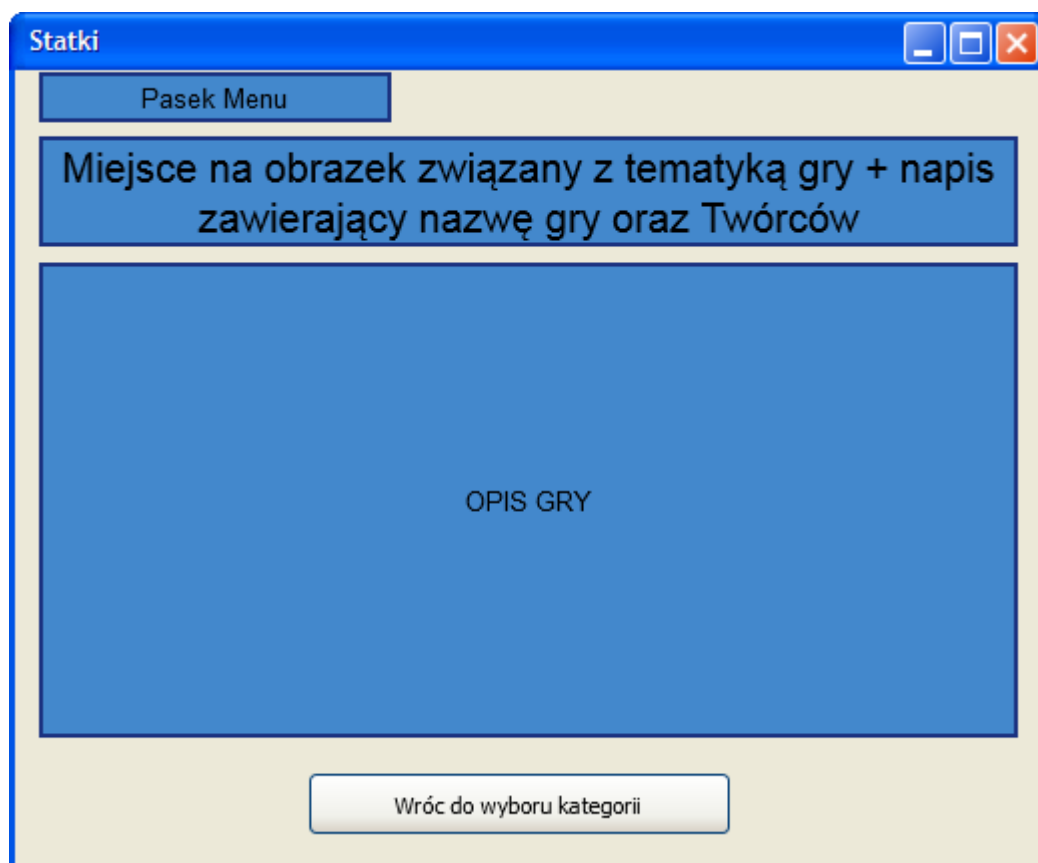 Statki
Pasek Menu
Miejsce na obrazek związany z tematyką gry + napis
zawierający nazwę gry oraz Twórców
OPIS GRY
Wróc do wyboru kategorii